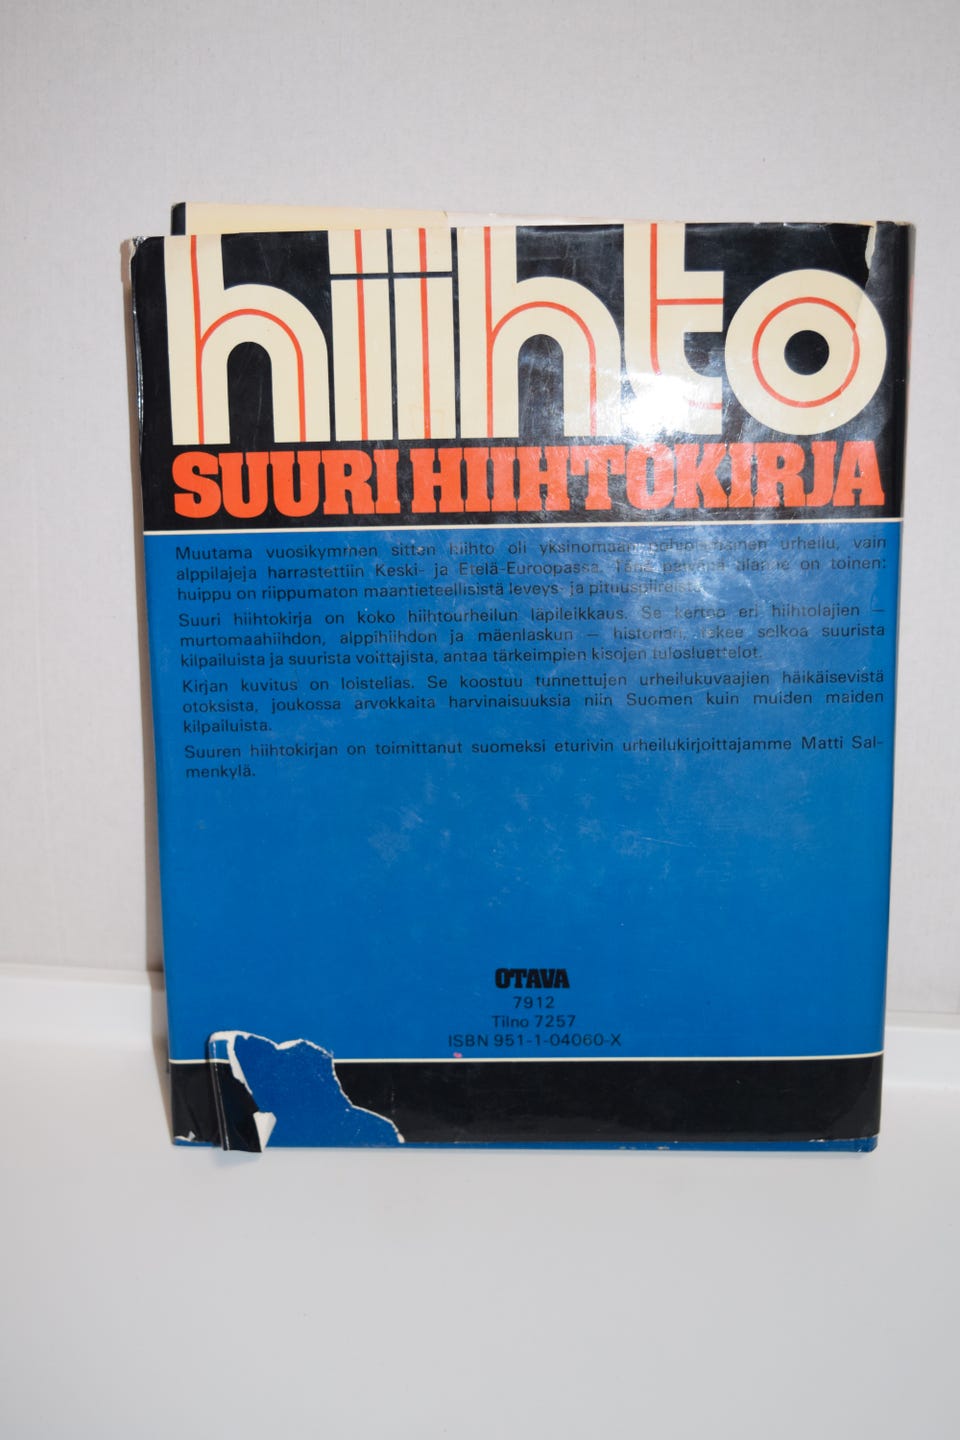 hiihto
SUURI HIIHTOKIRJA
Muutama vuosikymmen sitten hiihto oli yksinomaan pohjoismainen urheilu, vain
alppilajeja harrastettiin Keski- ja Etelä-Euroopassa. Tänä päivänä tilanne on toinen:
huippu on riippumaton maantieteellisistä leveys- ja pituuspiireistä.
Suuri hiihtokirja on koko hiihtourheilun läpileikkaus. Se kertoo eri hiihtolajien –
murtomaahiihdon, alppihiihdon ja mäenlaskun – historian, tekee selkoa suurista
kilpailuista ja suurista voittajista, antaa tärkeimpien kisojen tulosluettelot.
Kirjan kuvitus on loistelias. Se koostuu tunnettujen urheilukuvaajien häikäisevistä
otoksista, joukossa arvokkaita harvinaisuuksia niin Suomen kuin muiden maiden
kilpailuista.
Suuren hiihtokirjan on toimittanut suomeksi eturivin urheilukirjoittajamme Matti Sal-
menkylä.
OTAVA
7912
Tilno 7257
ISBN 951-1-04060-X